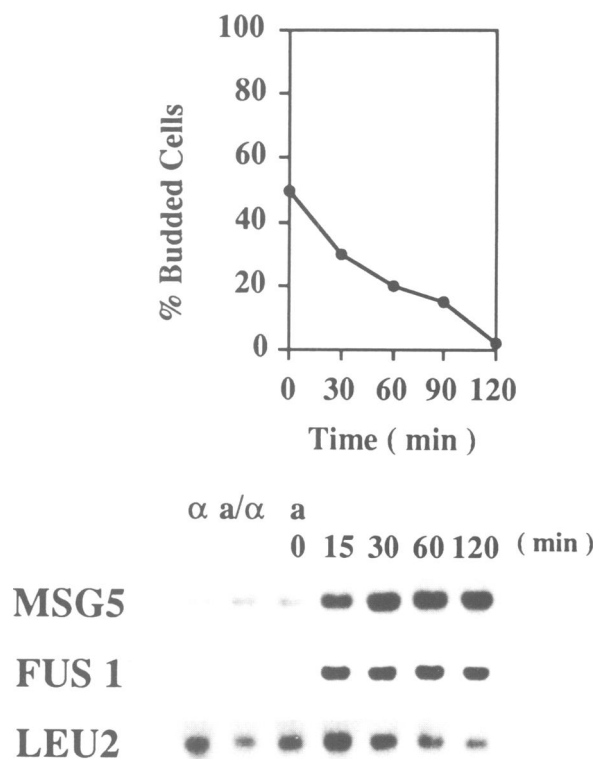 100
80
60
40
20
0
% Budded Cells
0 30 60 90 120
Time ( min )
α a/α a
0 15 30 60 120 ( min )
MSG5
FUS 1
LEU2